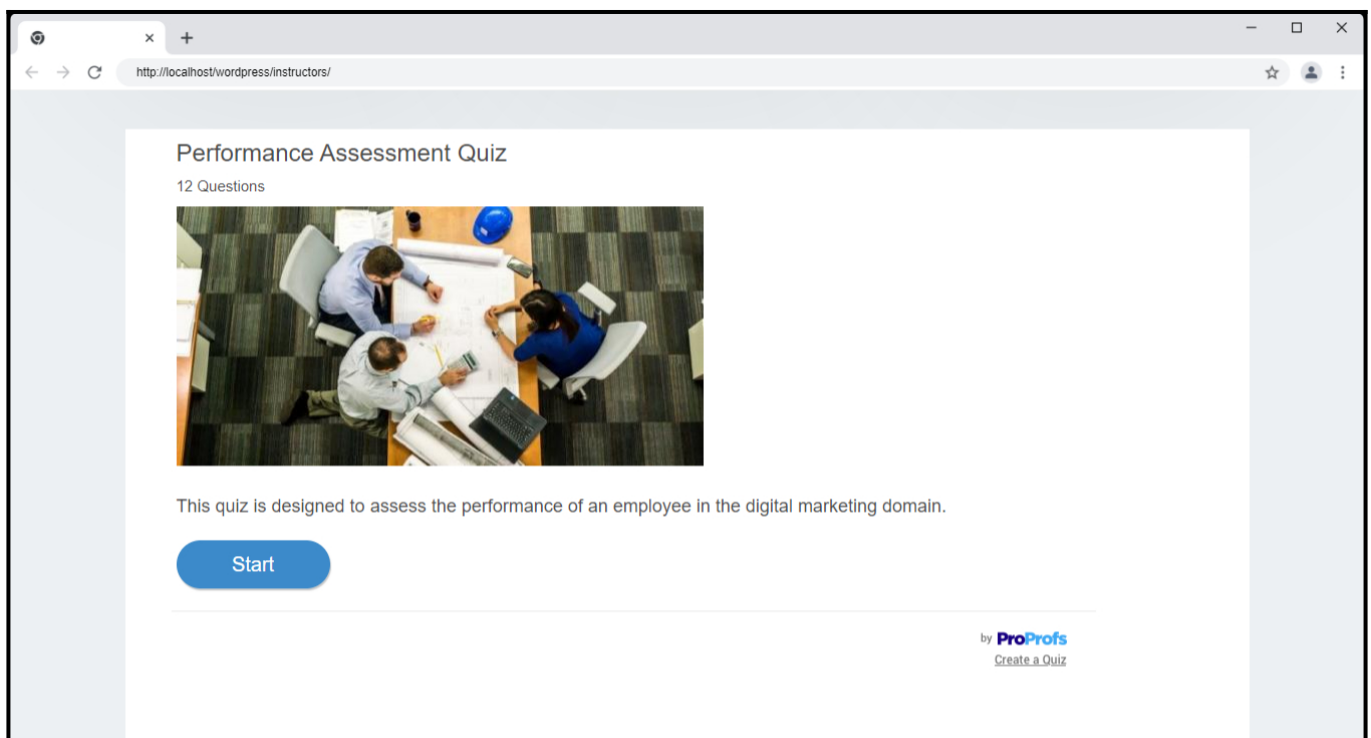 http://localhost/wordpress/instructors/
Performance Assessment Quiz
12 Questions
This quiz is designed to assess the performance of an employee in the digital marketing domain.
Start
by ProProfs
Create a Quiz